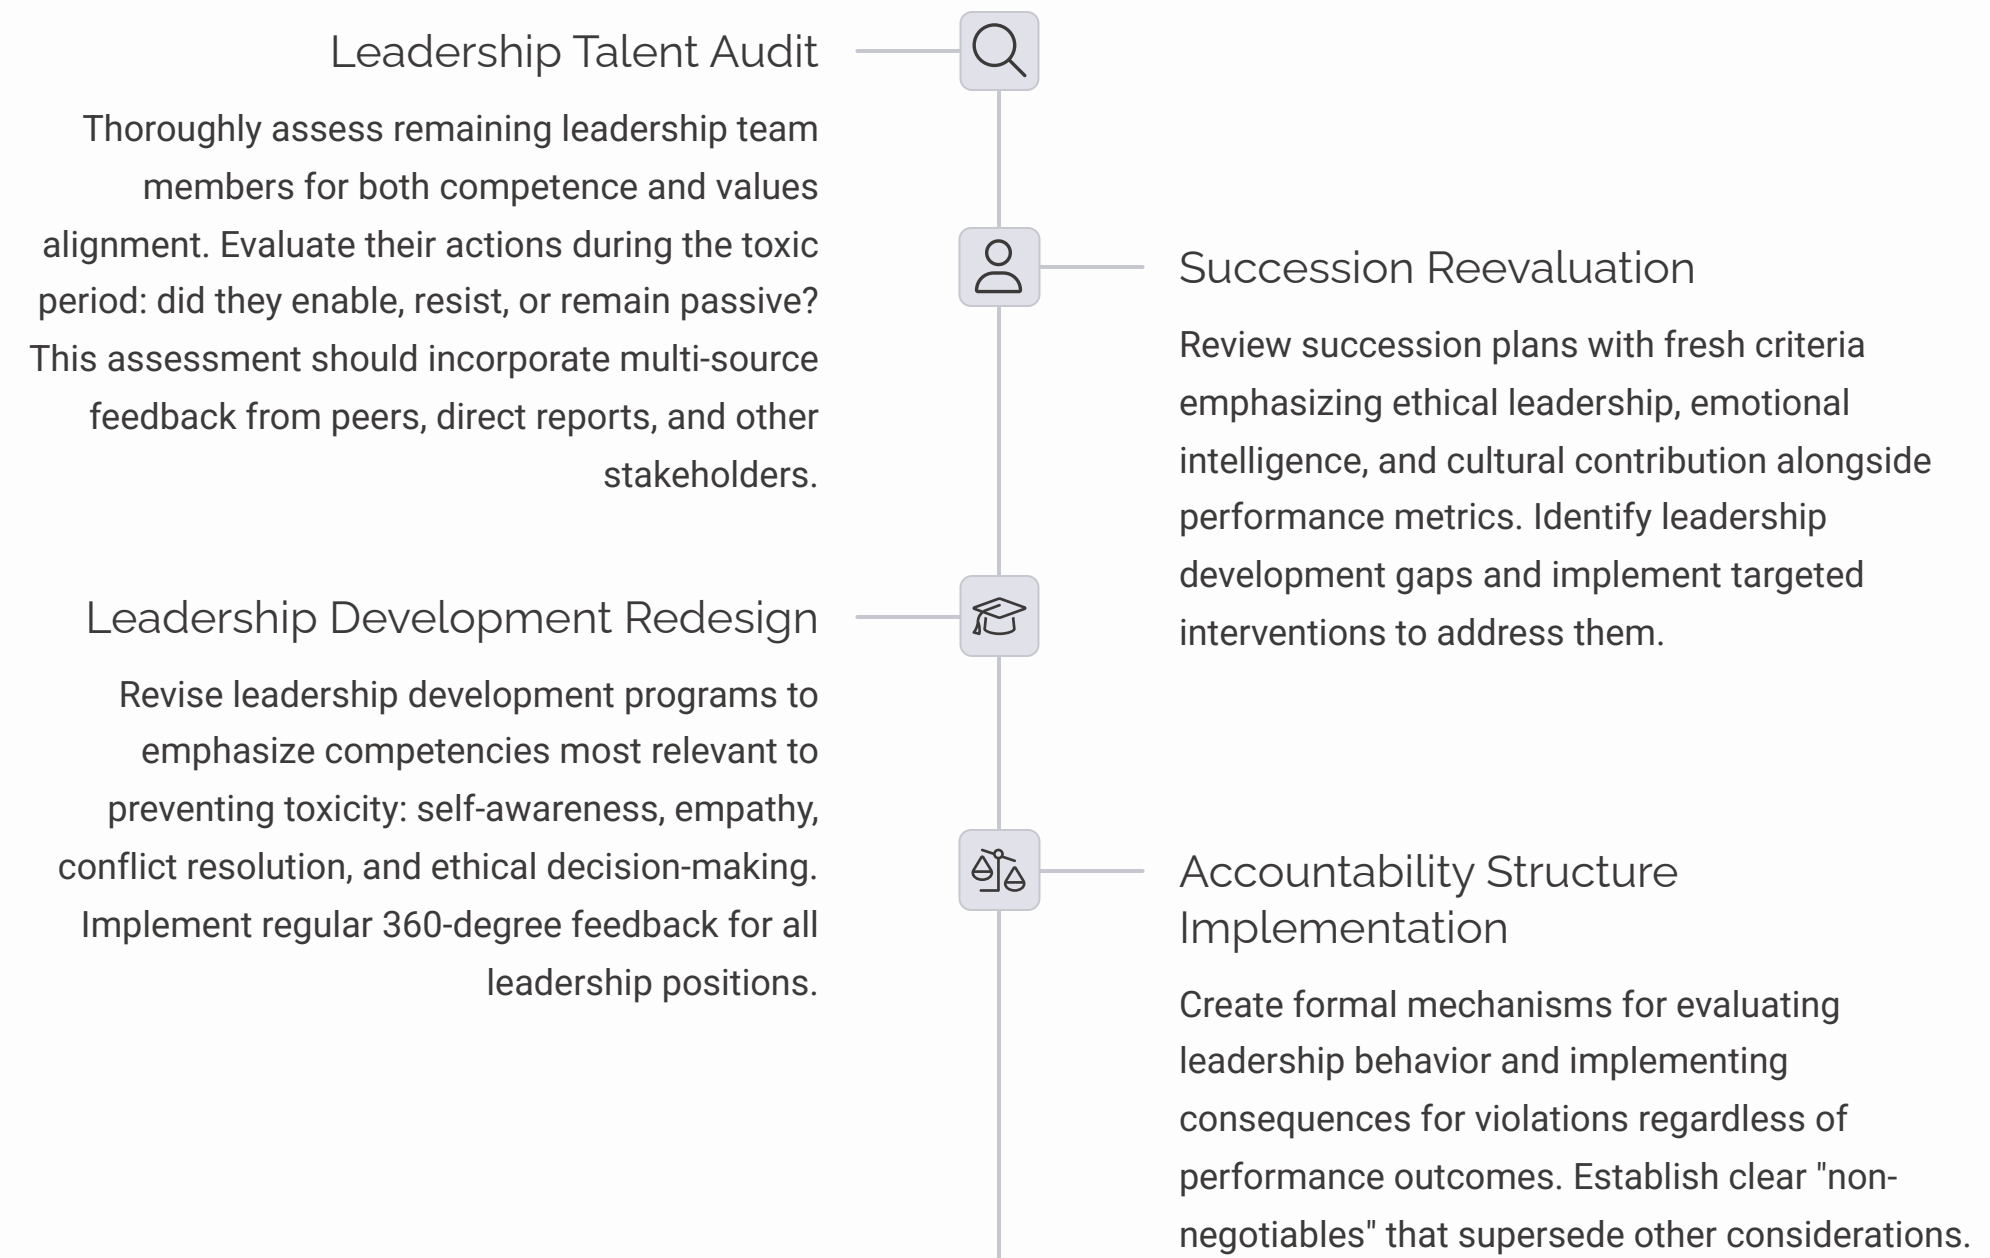 Leadership Talent Audit
Thoroughly assess remaining leadership team
members for both competence and values
alignment. Evaluate their actions during the toxic
period: did they enable, resist, or remain passive?
This assessment should incorporate multi-source
feedback from peers, direct reports, and other
stakeholders.
Succession Reevaluation
Review succession plans with fresh criteria
emphasizing ethical leadership, emotional
intelligence, and cultural contribution alongside
performance metrics. Identify leadership
development gaps and implement targeted
interventions to address them.
Leadership Development Redesign
Revise leadership development programs to
emphasize competencies most relevant to
preventing toxicity: self-awareness, empathy,
conflict resolution, and ethical decision-making.
Implement regular 360-degree feedback for all
leadership positions.
Accountability Structure
Implementation
Create formal mechanisms for evaluating
leadership behavior and implementing
consequences for violations regardless of
performance outcomes. Establish clear "non-
negotiables" that supersede other considerations.